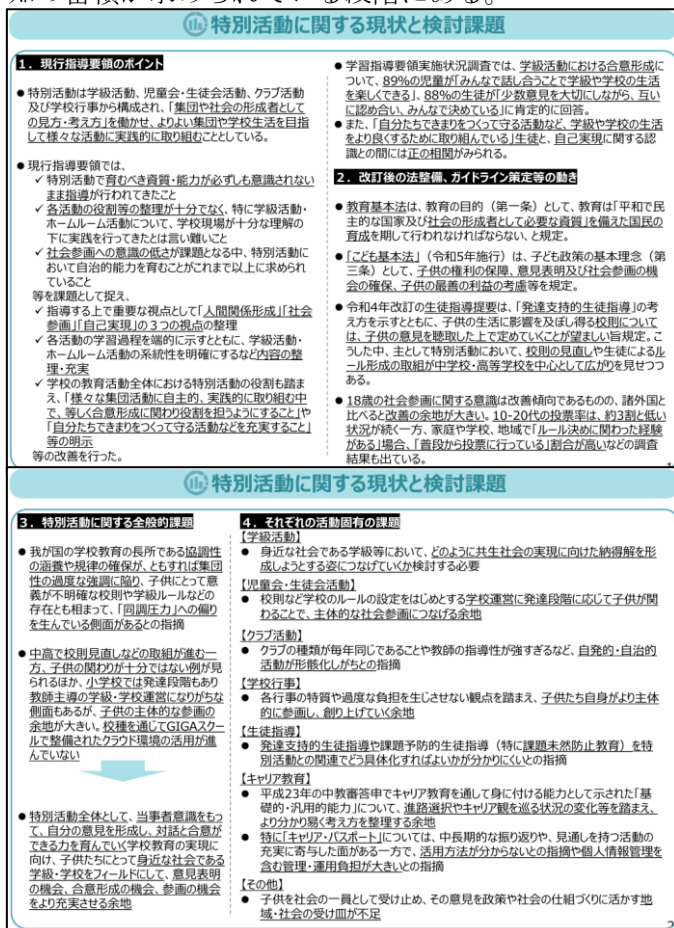 特別活動に関する現状と検討課題
１．現行指導要領のポイント
● 特別活動は学級活動、児童会・生徒会活動、クラブ活動
及び学校行事から構成され、「集団や社会の形成者として
の見方・考え方」を働かせ、よりよい集団や学校生活を目指
して様々な活動に実践的に取り組むこととしている。
● 現行指導要領では、
✓ 特別活動で育むべき資質・能力が必ずしも意識されない
まま指導が行われてきたこと
✓ 各活動の役割等の整理が十分でなく、特に学級活動・
ホームルーム活動について、学校現場が十分な理解の
下に実践を行ってきたとは言い難いこと
✓ 社会参画への意識の低さが課題となる中、特別活動に
おいて自治的能力を育むことがこれまで以上に求められ
ていること
等を課題として捉え、
✓ 指導する上で重要な視点として「人間関係形成」「社会
参画」「自己実現」の３つの視点の整理
✓ 各活動の学習過程を端的に示すとともに、学級活動・
ホームルーム活動の系統性を明確にするなど内容の整
理・充実
✓ 学校の教育活動全体における特別活動の役割も踏ま
え、「様々な集団活動に自主的、実践的に取り組む中
で、等しく合意形成に関わり役割を担うようにすること」や
「自分たちできまりをつくって守る活動などを充実すること」
等の明示
等の改善を行った。
● 学習指導要領実施状況調査では、学級活動における合意形成に
ついて、89%の児童が「みんなで話し合うことで学級や学校の生活
を楽しくできる」、88%の生徒が「少数意見を大切にしながら、互い
に認め合い、みんなで決めている」に肯定的に回答。
● また、「自分たちできまりをつくって守る活動など、学級や学校の生活
をより良くするために取り組んでいる」生徒と、自己実現に関する認
識との間には正の相関がみられる。
２．改訂後の法整備、ガイドライン策定等の動き
● 教育基本法は、教育の目的（第一条）として、教育は「平和で民
主的な国家及び社会の形成者として必要な資質」を備えた国民の
育成を期して行われなければならない、と規定。
● 「こども基本法」（令和5年施行）は、子ども政策の基本理念（第
三条）として、子供の権利の保障、意見表明及び社会参画の機
会の確保、子供の最善の利益の考慮等を規定。
● 令和4年改訂の生徒指導提要は、「発達支持的生徒指導」の考
え方を示すとともに、子供の生活に影響を及ぼし得る校則について
は、子供の意見を聴取した上で定めていくことが望ましい旨規定。こ
うした中、主として特別活動において、校則の見直しや生徒によるル
ール形成の取組が中学校・高等学校を中心として広がりを見せつつ
ある。
● 18歳の社会参画に関する意識は改善傾向であるものの、諸外国と
比べると改善の余地が大きい。10-20代の投票率は、約3割と低い
状況が続く一方、家庭や学校、地域で「ルール決めに関わった経験
がある」場合、「普段から投票に行っている」割合が高いなどの調査
結果も出ている。
特別活動に関する現状と検討課題
３．特別活動に関する全般的課題
● 我が国の学校教育の長所である協調性
の涵養や規律の確保が、ともすれば集団
性の過度な強調に陥り、子供にとって意
義が不明確な校則や学級ルールなどの
存在とも相まって、「同調圧力」への偏り
を生んでいる側面があるとの指摘
● 中高で校則見直しなどの取組が進む一
方、子供の関わりが十分ではない例が見
られるほか、小学校では発達段階もあり
教師主導の学級・学校運営になりがちな
側面もあるが、子供の主体的な参画の
余地が大きい。校種を通じてGIGAスクー
ルで整備されたクラウド環境の活用が進
んでいない
● 特別活動全体として、当事者意識をもっ
て、自分の意見を形成し、対話と合意が
できる力を育んでいく学校教育の実現に
向け、子供たちにとって身近な社会である
学級・学校をフィールドにして、意見表明
の機会、合意形成の機会、参画の機会
をより充実させる余地
４．それぞれの活動固有の課題
【学級活動】
● 身近な社会である学級等において、どのように共生社会の実現に向けた納得解を形
成しようとする姿につなげていくか検討する必要
【児童会・生徒会活動】
● 校則など学校のルールの設定をはじめとする学校運営に発達段階に応じて子供が関
わることで、主体的な社会参画につなげる余地
【クラブ活動】
● クラブの種類が毎年同じであることや教師の指導性が強すぎるなど、自発的・自治的
活動が形骸化しがちとの指摘
【学校行事】
● 各行事の特質や過度な負担を生じさせない観点を踏まえ、子供たち自身がより主体
的に参画し、創り上げていく余地
【生徒指導】
● 発達支持的生徒指導や課題予防的生徒指導（特に課題未然防止教育）を特
別活動との関連でどう具体化すればよいかが分かりにくいとの指摘
【キャリア教育】
● 平成23年の中教審答申でキャリア教育を通して身に付ける能力として示された「基
礎的・汎用的能力」について、進路選択やキャリア観を巡る状況の変化等を踏まえ、
より分かり易く考え方を整理する余地
● 特に「キャリア・パスポート」については、中長期的な振り返りや、見通しを持つ活動の
充実に寄与した面がある一方で、活用方法が分からないとの指摘や個人情報管理を
含む管理・運用負担が大きいとの指摘
【その他】
● 子供を社会の一員として受け止め、その意見を政策や社会の仕組づくりに活かす地
域・社会の受け皿が不足
2